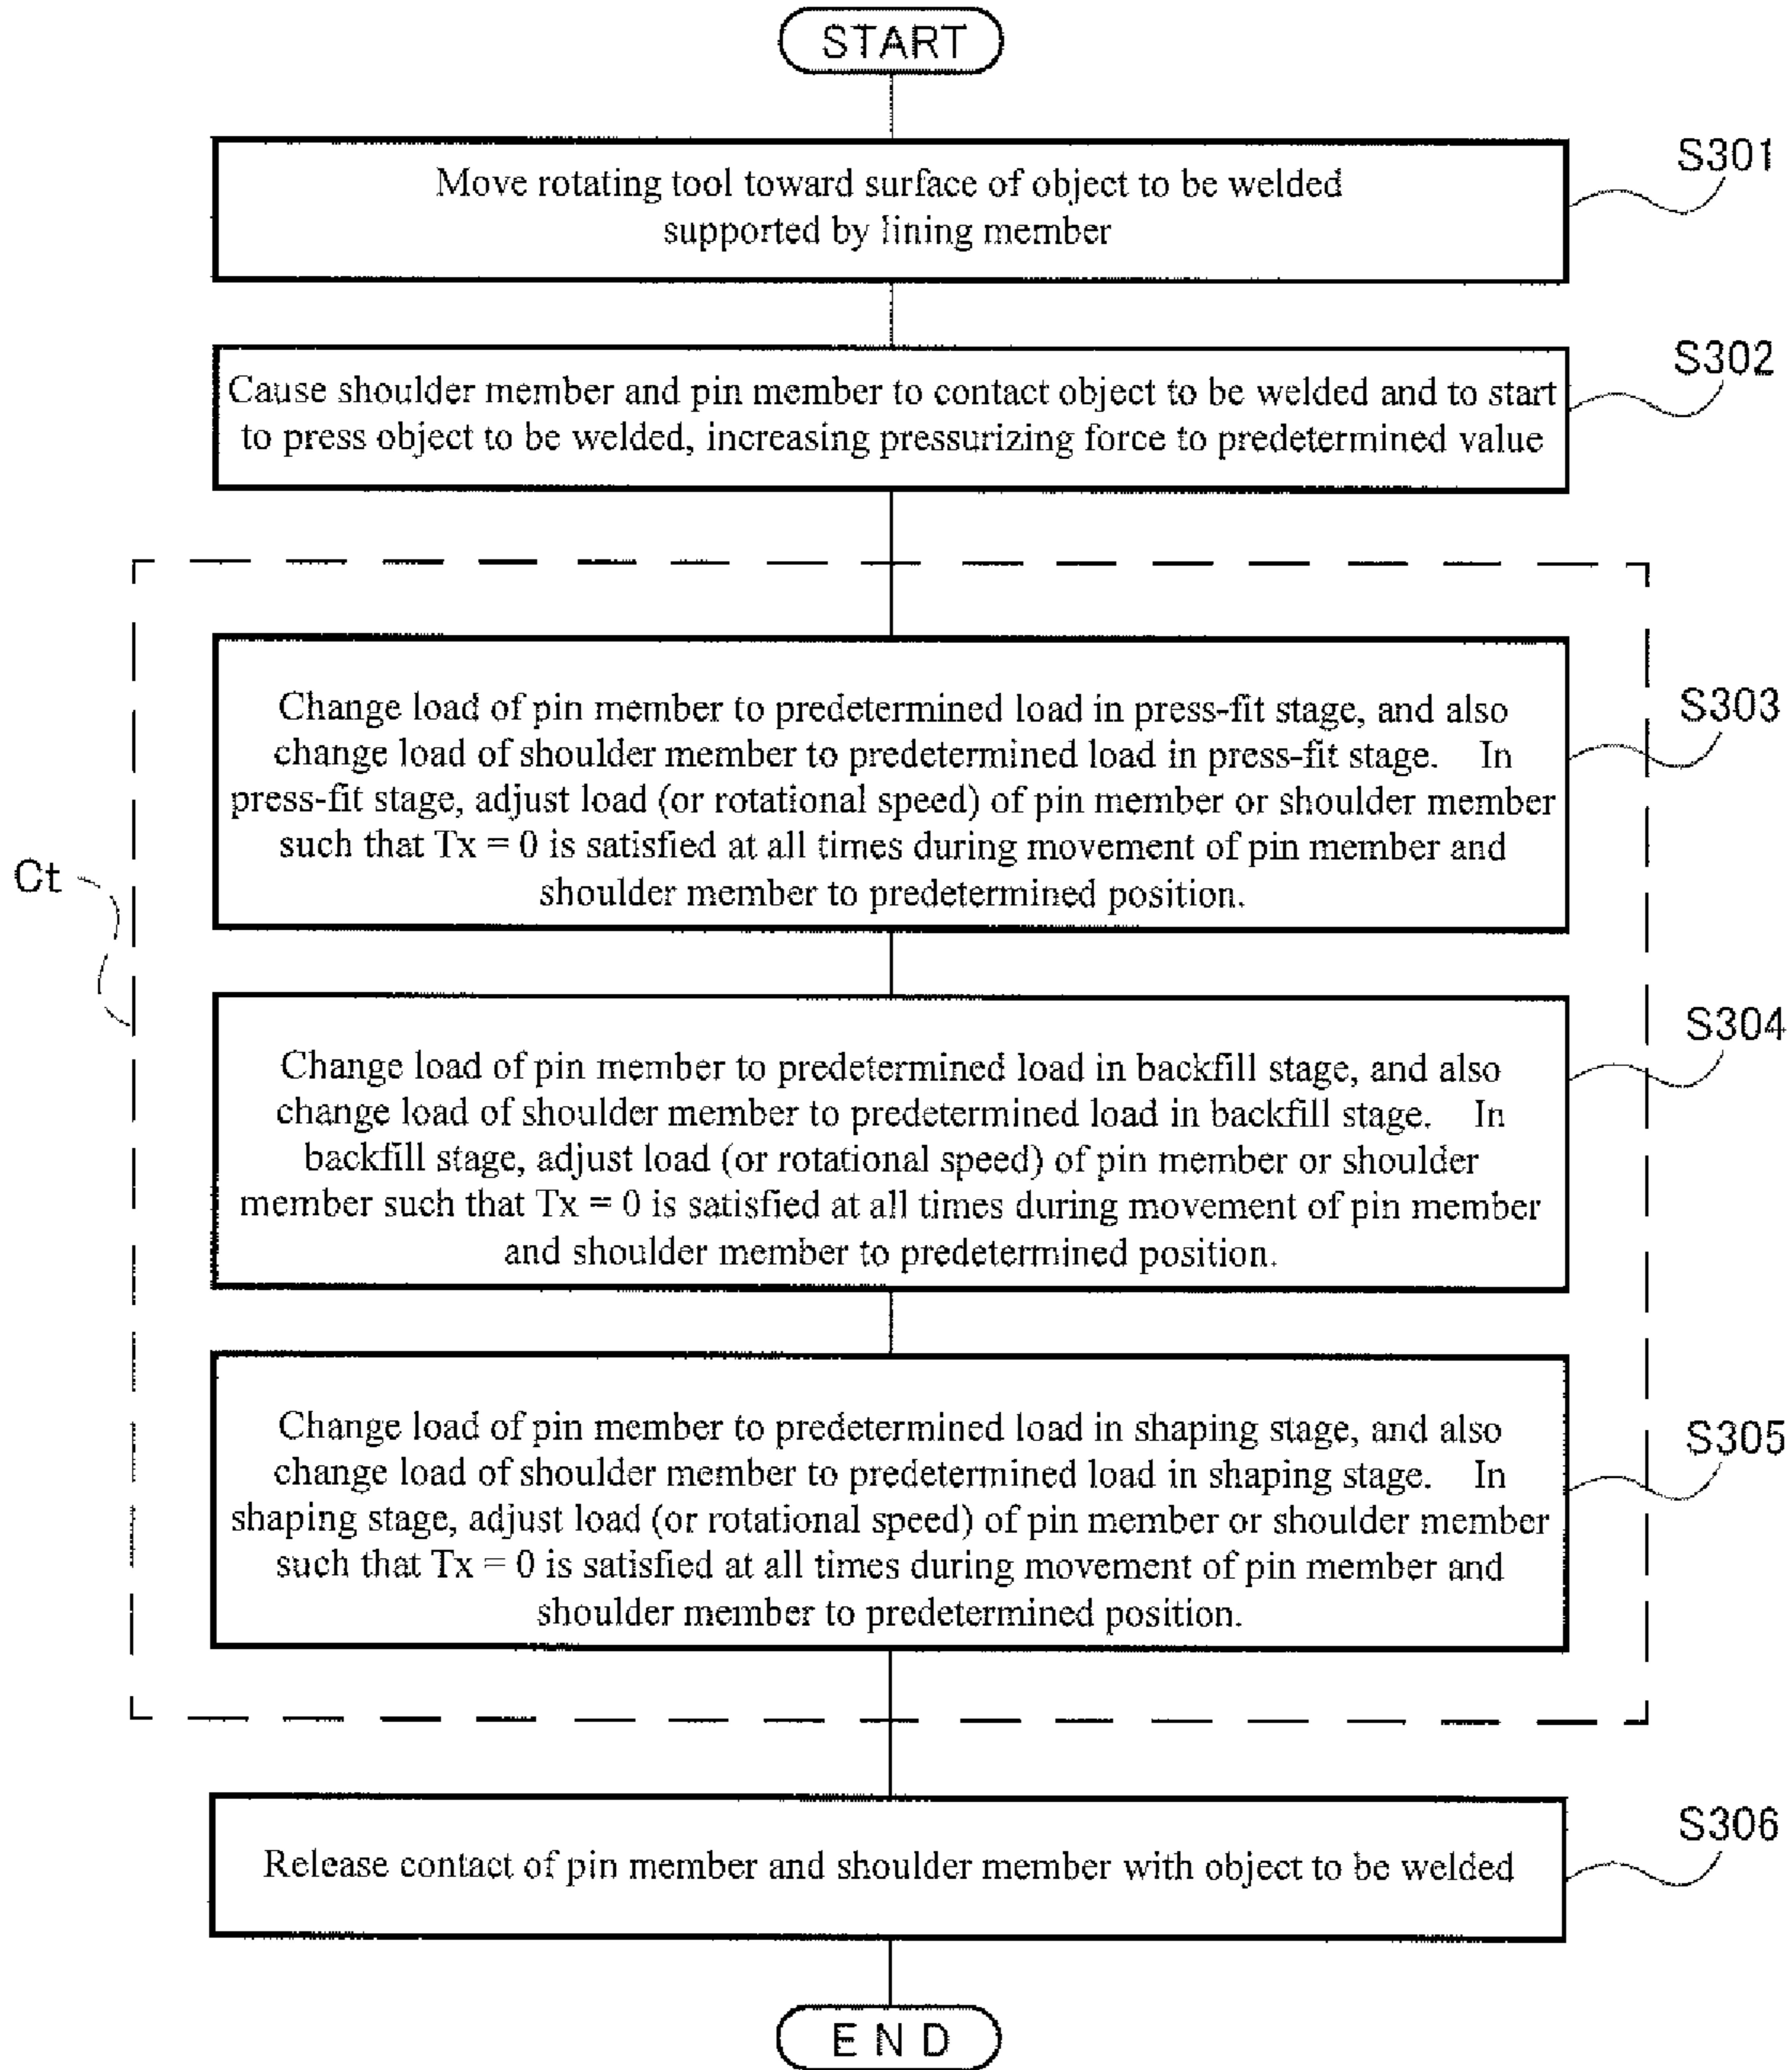 START
S301
Move rotating tool toward surface of object to be welded
supported by lining member
S302
Cause shoulder member and pin member to contact object to be welded and to start
to press object to be welded, increasing pressurizing force to predetermined value
Ct
S303
Change load of pin member to predetermined load in press-fit stage, and also
change load of shoulder member to predetermined load in press-fit stage. In
press-fit stage, adjust load (or rotational speed) of pin member or shoulder member
such that Tx = 0 is satisfied at all times during movement of pin member and
shoulder member to predetermined position.
S304
Change load of pin member to predetermined load in backfill stage, and also
change load of shoulder member to predetermined load in backfill stage. In
backfill stage, adjust load (or rotational speed) of pin member or shoulder
member such that Tx = 0 is satisfied at all times during movement of pin member
and shoulder member to predetermined position.
S305
Change load of pin member to predetermined load in shaping stage, and also
change load of shoulder member to predetermined load in shaping stage. In
shaping stage, adjust load (or rotational speed) of pin member or shoulder member
such that Tx = 0 is satisfied at all times during movement of pin member and
shoulder member to predetermined position.
S306
Release contact of pin member and shoulder member with object to be welded
END